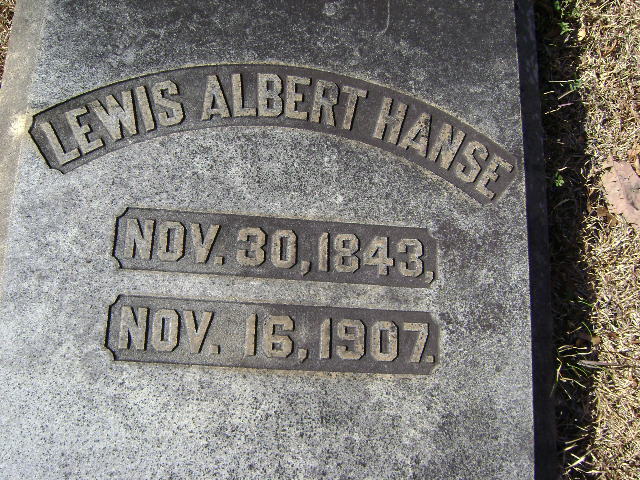 LEWIS ALBERT HANSE
NOV. 30, 1843,
NOV. 16, 1907.